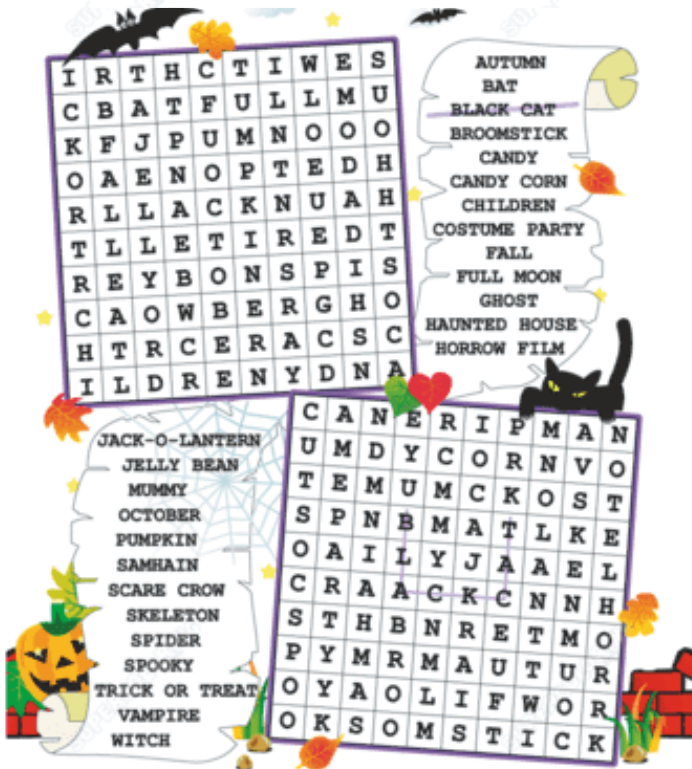 I R T H C T I W E S
C B A T F U L L M U
K F J P U M N O O O
O A E N O P T E D H
R L L A C K N U A H
T L L E T I R E D T
R E Y B O N S P I S
C A O W B E R G H O
H T R C E R A C S C
I L D R E N Y D N A
AUTUMN
BAT
BLACK CAT
BROOMSTICK
CANDY
CANDY CORN
CHILDREN
COSTUME PARTY
FALL
FULL MOON
GHOST
HAUNTED HOUSE
HORROW FILM
JACK-O-LANTERN
JELLY BEAN
MUMMY
OCTOBER
PUMPKIN
SAMHAIN
SCARE CROW
SKELETON
SPIDER
SPOOKY
TRICK OR TREAT
VAMPIRE
WITCH
C A N E R I P M A N
U M D Y C O R N V O
T E M U M C K O S T
S P N B M A T L K E
O A I L Y J A A E L
C R A A C K C N N H
S T H B N R E T M O
P Y M R M A U T U R
O Y A O L I F W O R
O K S O M S T I C K